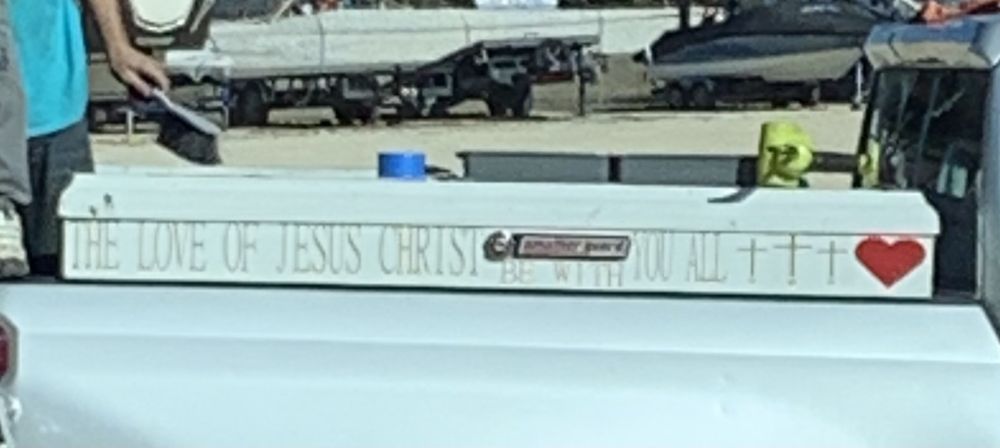 THE LOVE OF JESUS CHRIST BE WITH YOU ALL
weather guard